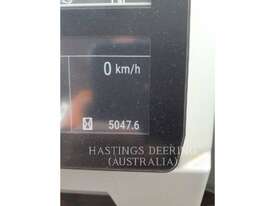 0 km/h
5047.6
HASTINGS DEERING
(AUSTRALIA)